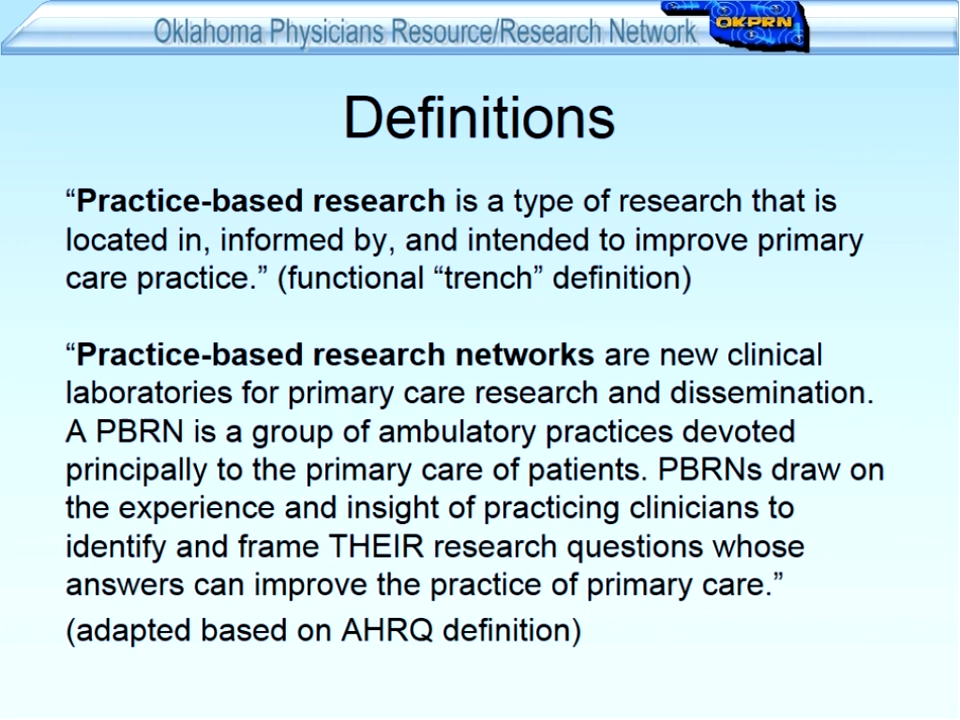 Oklahoma Physicians Resource/Research Network
OKPRN
Definitions
“Practice-based research is a type of research that is
located in, informed by, and intended to improve primary
care practice.” (functional “trench” definition)
“Practice-based research networks are new clinical
laboratories for primary care research and dissemination.
A PBRN is a group of ambulatory practices devoted
principally to the primary care of patients. PBRNs draw on
the experience and insight of practicing clinicians to
identify and frame THEIR research questions whose
answers can improve the practice of primary care.”
(adapted based on AHRQ definition)